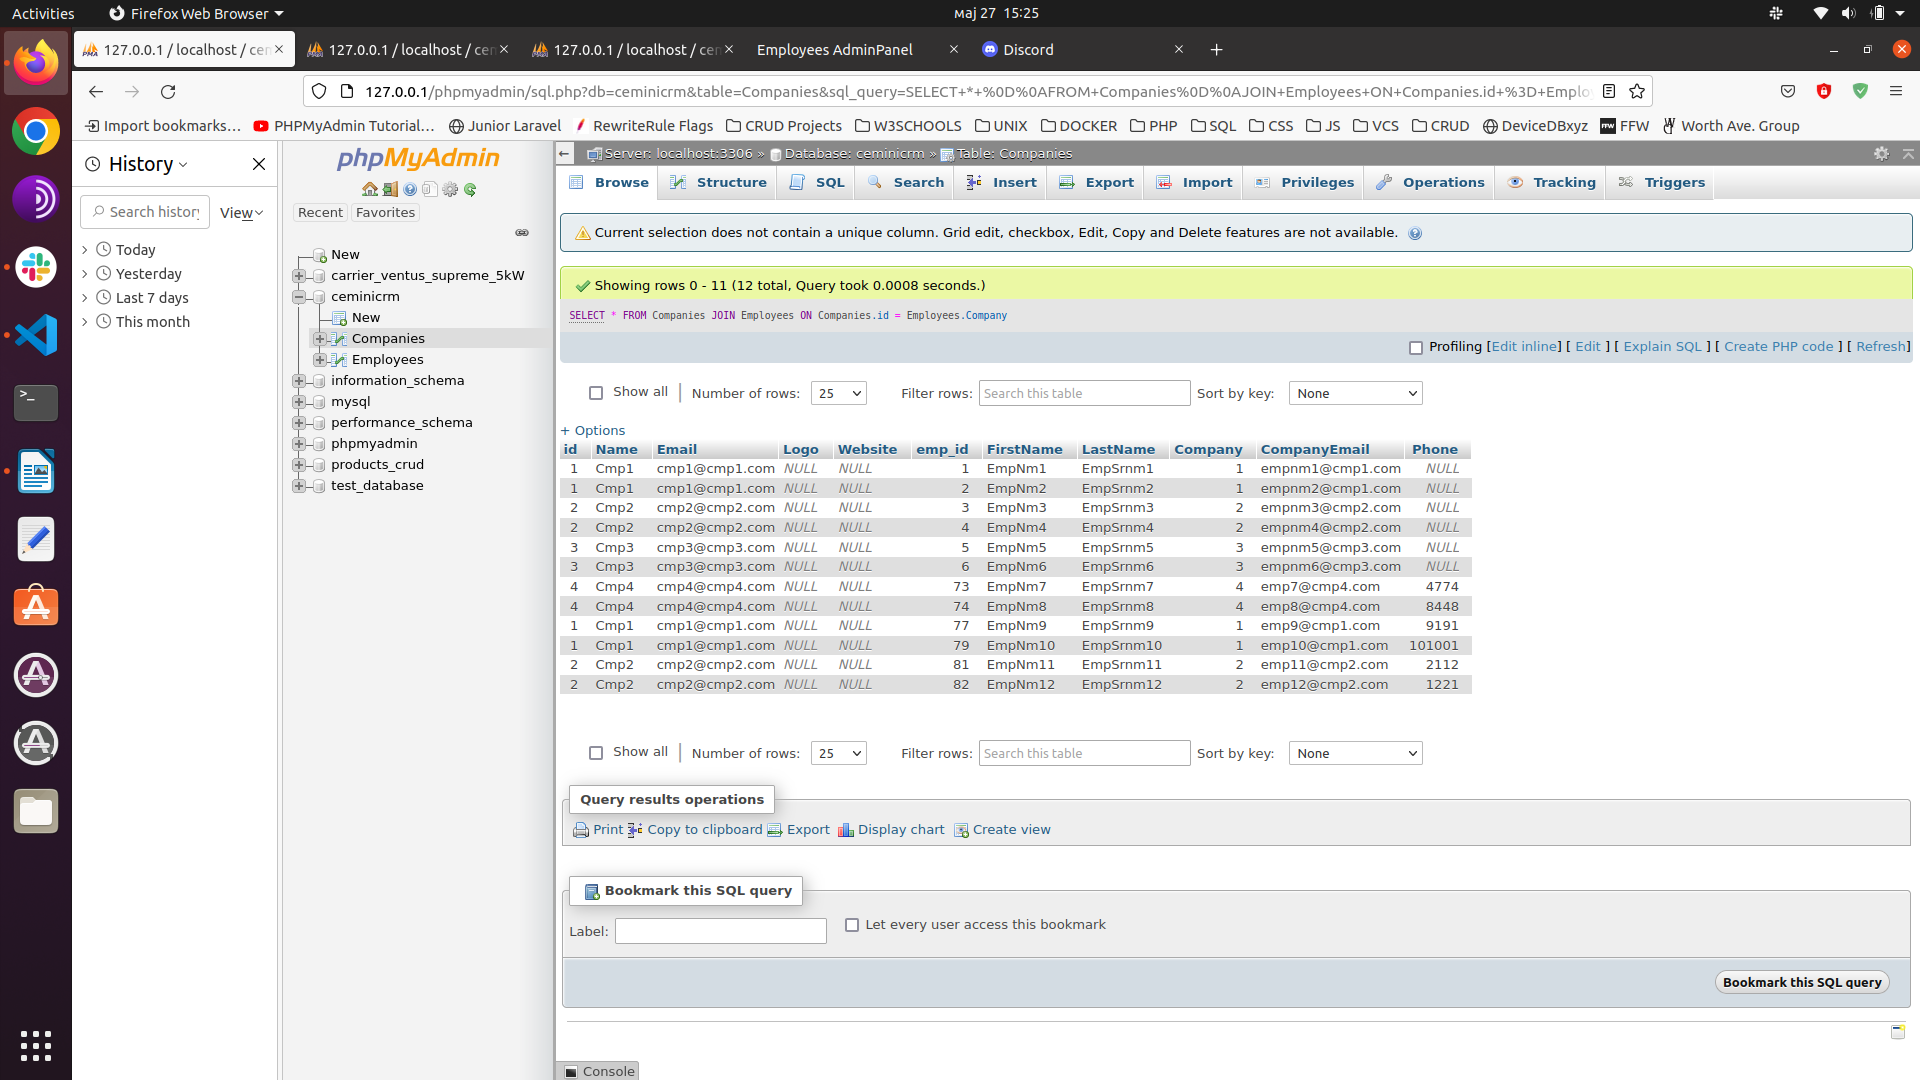 Activities
Firefox Web Browser
мај 27 15:25
127.0.0.1 / localhost / cen
127.0.0.1 / localhost / cen
127.0.0.1 / localhost / cen
Employees AdminPanel
Discord
127.0.0.1/phpmyadmin/sql.php?db=ceminicrm&table=Companies&sql_query=SELECT+*+%0D%0AFROM+Companies%0D%0AJOIN+Employees+ON+Companies.id+%3D+Emplo
Import bookmarks... PHPMyAdmin Tutorial... Junior Laravel RewriteRule Flags CRUD Projects W3SCHOOLS UNIX DOCKER PHP SQL CSS JS VCS CRUD DeviceDBxyz FFW Worth Ave. Group
History
Search history
View
Today
Yesterday
Last 7 days
This month
phpMyAdmin
Recent Favorites
New
carrier_ventus_supreme_5kW
ceminicrm
New
Companies
Employees
information_schema
mysql
performance_schema
phpmyadmin
products_crud
test_database
Server: localhost:3306 » Database: ceminicrm » Table: Companies
Browse Structure SQL Search Insert Export Import Privileges Operations Tracking Triggers
Current selection does not contain a unique column. Grid edit, checkbox, Edit, Copy and Delete features are not available.
Showing rows 0 - 11 (12 total, Query took 0.0008 seconds.)
SELECT * FROM Companies JOIN Employees ON Companies.id = Employees.Company
Profiling [Edit inline] [ Edit ] [ Explain SQL ] [ Create PHP code ] [ Refresh]
Show all Number of rows: 25 Filter rows: Search this table Sort by key: None
+ Options
id Name Email Logo Website emp_id FirstName LastName Company CompanyEmail Phone
1 Cmp1 cmp1@cmp1.com NULL NULL 1 EmpNm1 EmpSrnm1 1 empnm1@cmp1.com NULL
1 Cmp1 cmp1@cmp1.com NULL NULL 2 EmpNm2 EmpSrnm2 1 empnm2@cmp1.com NULL
2 Cmp2 cmp2@cmp2.com NULL NULL 3 EmpNm3 EmpSrnm3 2 empnm3@cmp2.com NULL
2 Cmp2 cmp2@cmp2.com NULL NULL 4 EmpNm4 EmpSrnm4 2 empnm4@cmp2.com NULL
3 Cmp3 cmp3@cmp3.com NULL NULL 5 EmpNm5 EmpSrnm5 3 empnm5@cmp3.com NULL
3 Cmp3 cmp3@cmp3.com NULL NULL 6 EmpNm6 EmpSrnm6 3 empnm6@cmp3.com NULL
4 Cmp4 cmp4@cmp4.com NULL NULL 73 EmpNm7 EmpSrnm7 4 emp7@cmp4.com 4774
4 Cmp4 cmp4@cmp4.com NULL NULL 74 EmpNm8 EmpSrnm8 4 emp8@cmp4.com 8448
1 Cmp1 cmp1@cmp1.com NULL NULL 77 EmpNm9 EmpSrnm9 1 emp9@cmp1.com 9191
1 Cmp1 cmp1@cmp1.com NULL NULL 79 EmpNm10 EmpSrnm10 1 emp10@cmp1.com 101001
2 Cmp2 cmp2@cmp2.com NULL NULL 81 EmpNm11 EmpSrnm11 2 emp11@cmp2.com 2112
2 Cmp2 cmp2@cmp2.com NULL NULL 82 EmpNm12 EmpSrnm12 2 emp12@cmp2.com 1221
Show all Number of rows: 25 Filter rows: Search this table Sort by key: None
Query results operations
Print Copy to clipboard Export Display chart Create view
Bookmark this SQL query
Label:
Let every user access this bookmark
Bookmark this SQL query
Console